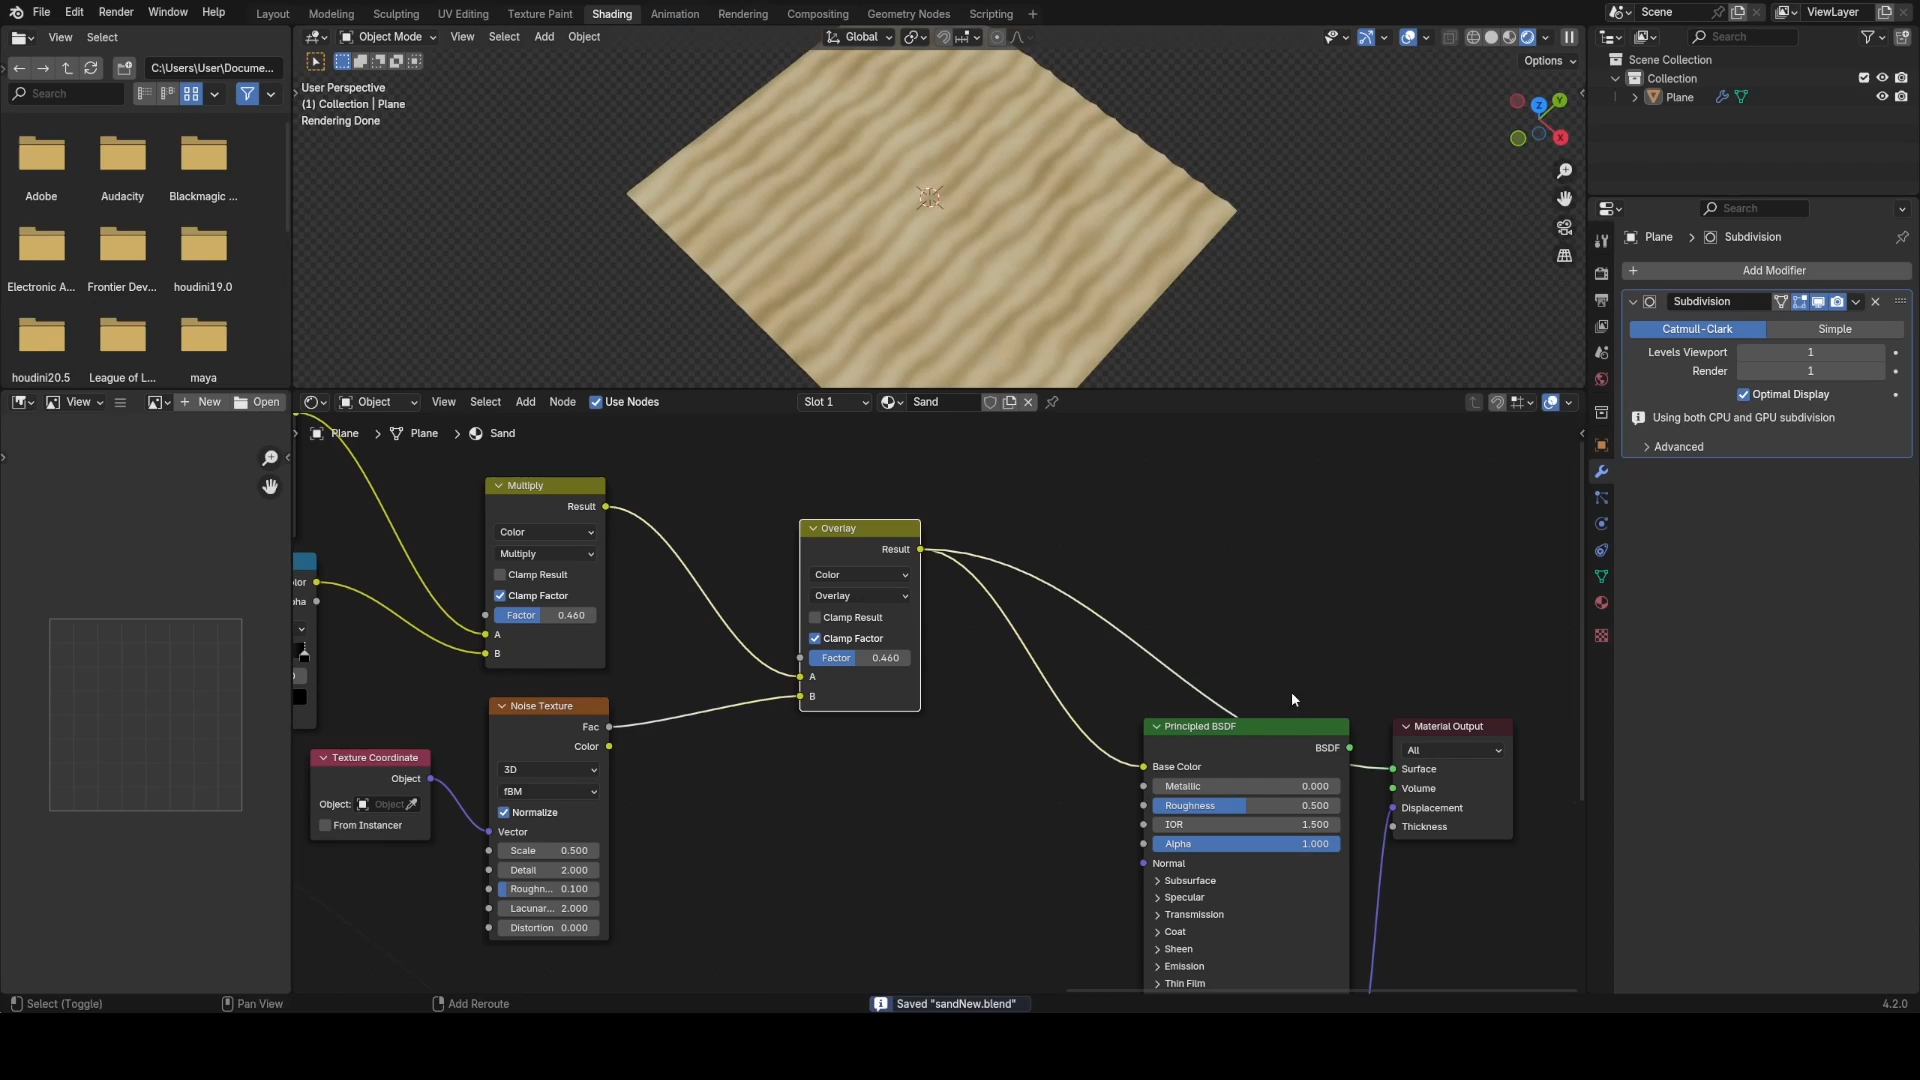 File Edit Render Window Help Layout Modeling Sculpting UV Editing Texture Paint Shading Animation Rendering Compositing Geometry Nodes Scripting + Scene ViewLayer
View Select
Object Mode View Select Add Object Global
Search
C:\Users\User\Docume...
Search
Options
User Perspective
(1) Collection | Plane
Rendering Done
Scene Collection
Collection
Plane
Z Y X
Adobe Audacity Blackmagic ...
Electronic A... Frontier Dev... houdini19.0
houdini20.5 League of L... maya
Search
Plane > Subdivision
+ Add Modifier
Subdivision
Catmull-Clark Simple
Levels Viewport 1
Render 1
Optimal Display
Using both CPU and GPU subdivision
Advanced
View + New Open
Object View Select Add Node Use Nodes Slot 1 Sand
Plane > Plane > Sand
Multiply
Result
Color
Multiply
Clamp Result
Clamp Factor
Factor 0.460
A
B
lor
pha
Overlay
Result
Color
Overlay
Clamp Result
Clamp Factor
Factor 0.460
A
B
Noise Texture
Fac
Color
3D
fBM
Normalize
Vector
Scale 0.500
Detail 2.000
Roughn... 0.100
Lacunar... 2.000
Distortion 0.000
Texture Coordinate
Object
Object: Object
From Instancer
Principled BSDF
BSDF
Base Color
Metallic 0.000
Roughness 0.500
IOR 1.500
Alpha 1.000
Normal
Subsurface
Specular
Transmission
Coat
Sheen
Emission
Thin Film
Material Output
All
Surface
Volume
Displacement
Thickness
Select (Toggle) Pan View Add Reroute Saved "sandNew.blend" 4.2.0